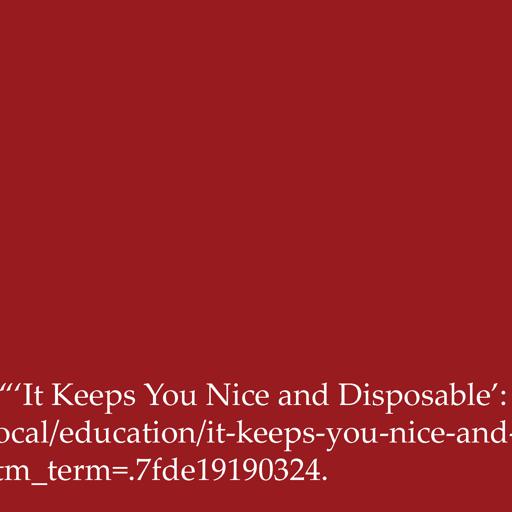 “‘It Keeps You Nice and Disposable’:
ocal/education/it-keeps-you-nice-and-
tm_term=.7fde19190324.